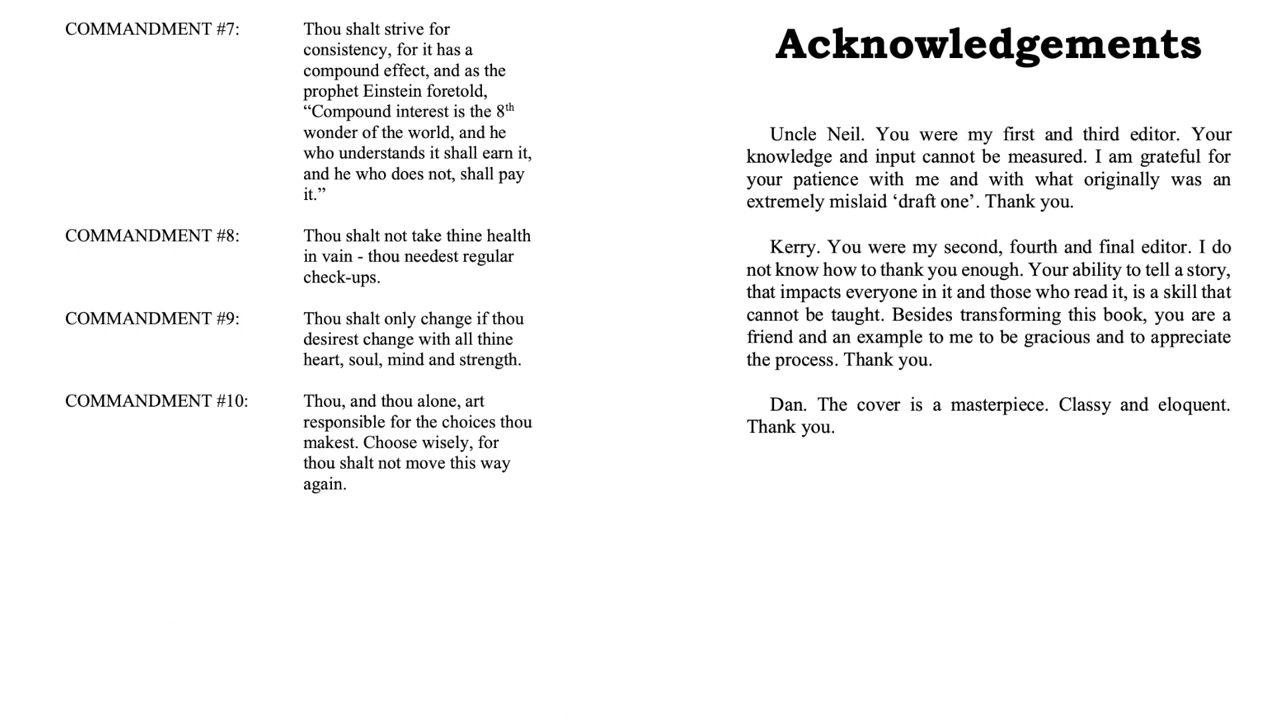 COMMANDMENT #7: Thou shalt strive for
consistency, for it has a
compound effect, and as the
prophet Einstein foretold,
“Compound interest is the 8th
wonder of the world, and he
who understands it shall earn it,
and he who does not, shall pay
it.”
COMMANDMENT #8: Thou shalt not take thine health
in vain - thou needest regular
check-ups.
COMMANDMENT #9: Thou shalt only change if thou
desirest change with all thine
heart, soul, mind and strength.
COMMANDMENT #10: Thou, and thou alone, art
responsible for the choices thou
makest. Choose wisely, for
thou shalt not move this way
again.
Acknowledgements
Uncle Neil. You were my first and third editor. Your
knowledge and input cannot be measured. I am grateful for
your patience with me and with what originally was an
extremely mislaid ‘draft one’. Thank you.
Kerry. You were my second, fourth and final editor. I do
not know how to thank you enough. Your ability to tell a story,
that impacts everyone in it and those who read it, is a skill that
cannot be taught. Besides transforming this book, you are a
friend and an example to me to be gracious and to appreciate
the process. Thank you.
Dan. The cover is a masterpiece. Classy and eloquent.
Thank you.